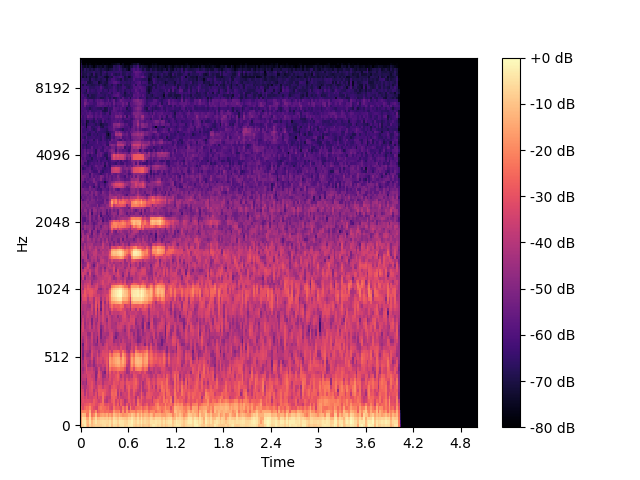 +0 dB
8192
-10 dB
4096
-20 dB
-30 dB
2048
Hz
-40 dB
1024
-50 dB
512
-60 dB
-70 dB
0
-80 dB
0 0.6 1.2 1.8 2.4 3 3.6 4.2 4.8
Time